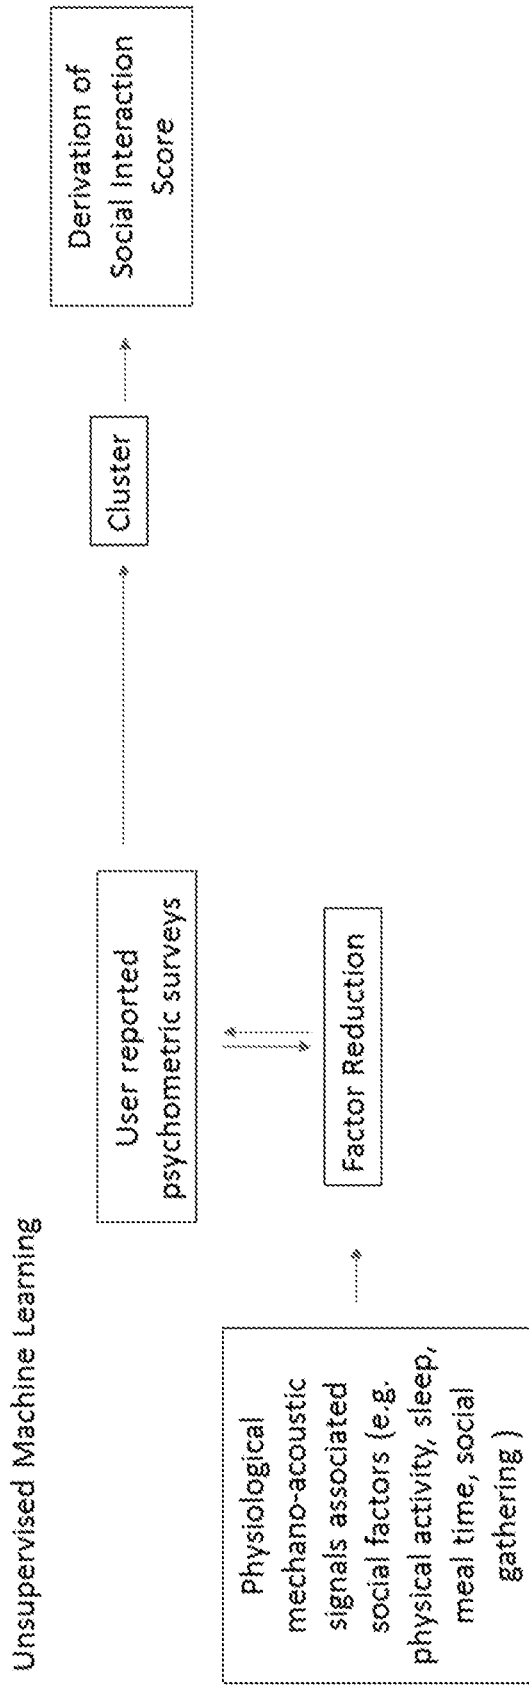 Unsupervised Machine Learning
Physiological
mechano-acoustic
signals associated
social factors (e.g.
physical activity, sleep,
meal time, social
gathering )
Factor Reduction
User reported
psychometric surveys
Cluster
Derivation of
Social Interaction
Score